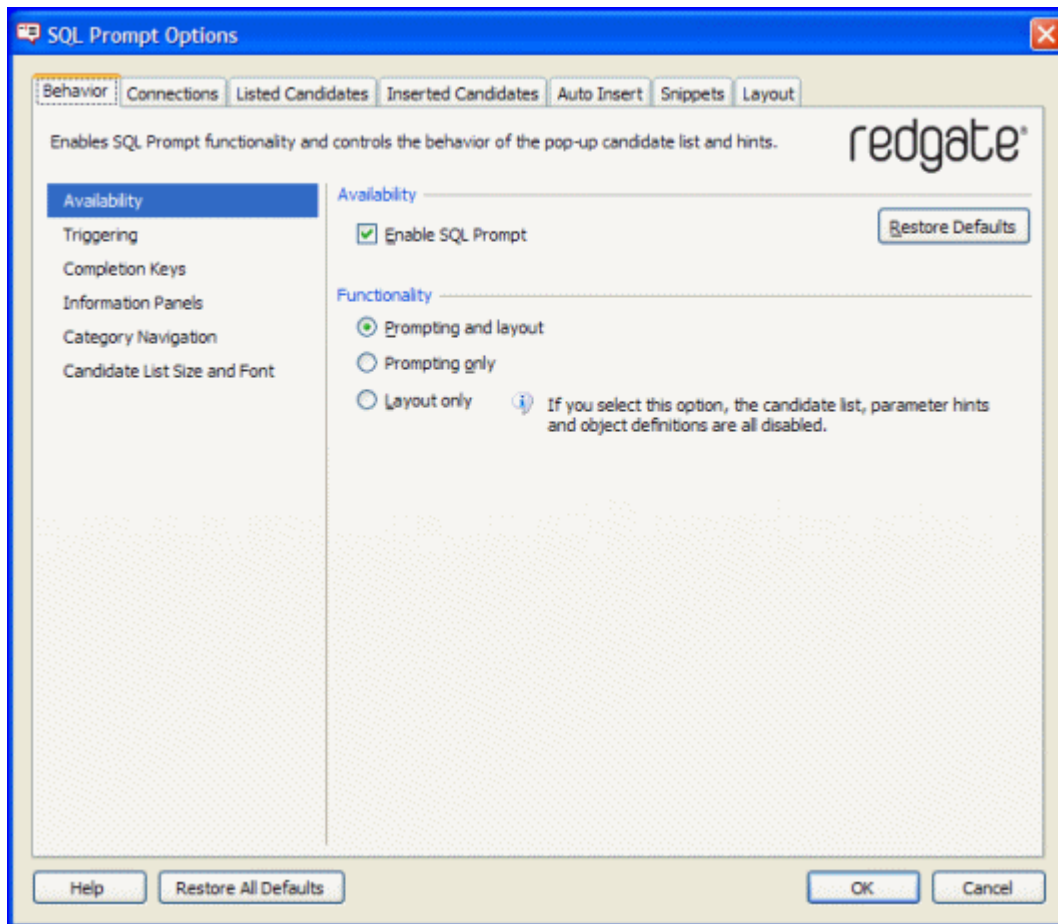 SQL Prompt Options
Behavior Connections Listed Candidates Inserted Candidates Auto Insert Snippets Layout
Enables SQL Prompt functionality and controls the behavior of the pop-up candidate list and hints.
redgate®
Availability
Triggering
Completion Keys
Information Panels
Category Navigation
Candidate List Size and Font
Availability
Enable SQL Prompt
Restore Defaults
Functionality
Prompting and layout
Prompting only
Layout only
If you select this option, the candidate list, parameter hints
and object definitions are all disabled.
Help Restore All Defaults OK Cancel